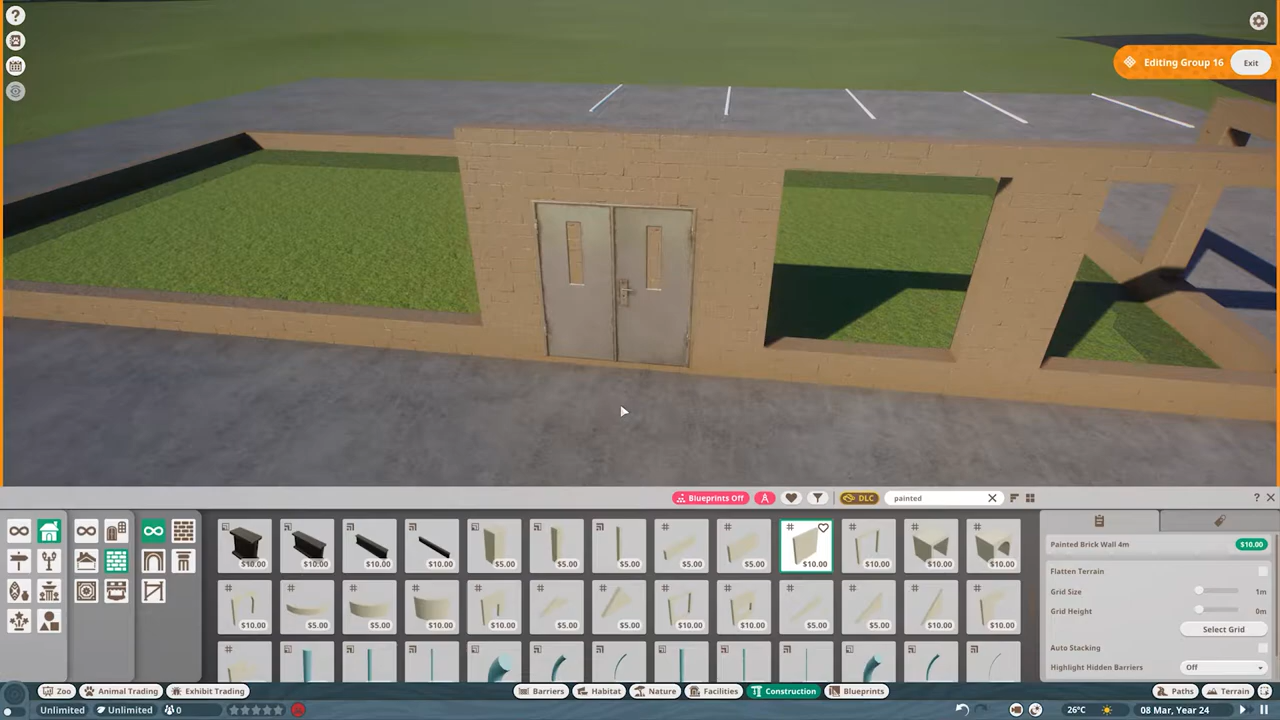 ?
Editing Group 16 Exit
Blueprints Off DLC painted ? 
$10.00 $10.00 $10.00 $10.00 $5.00 $5.00 $5.00 $5.00 $5.00 $10.00 $10.00 $10.00 $10.00
$10.00 $5.00 $5.00 $10.00 $10.00 $5.00 $5.00 $10.00 $10.00 $5.00 $5.00 $10.00 $10.00
Painted Brick Wall 4m $10.00
Flatten Terrain
Grid Size 1m
Grid Height 0m
Select Grid
Auto Stacking
Highlight Hidden Barriers Off
Zoo Animal Trading Exhibit Trading Barriers Habitat Nature Facilities Construction Blueprints Paths Terrain
Unlimited Unlimited 0 26°C 08 Mar, Year 24